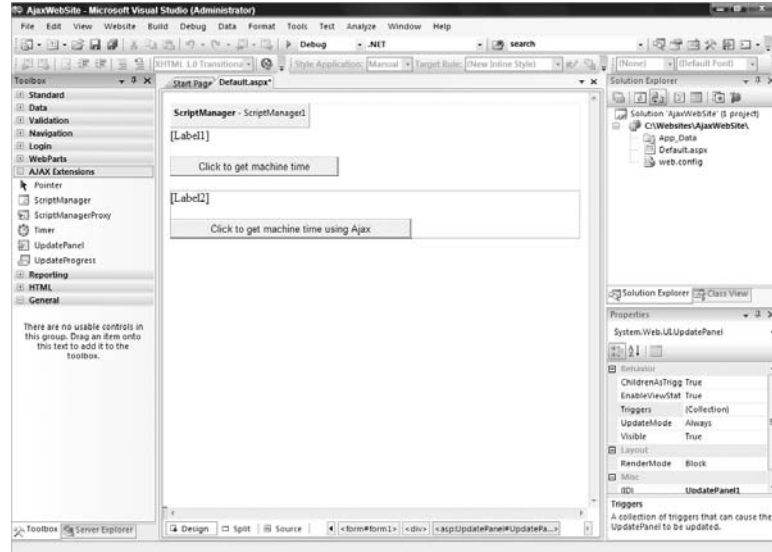 AjaxWebSite - Microsoft Visual Studio (Administrator)
File Edit View Website Build Debug Data Format Tools Test Analyze Window Help
Debug .NET search
XHTML 1.0 Transitiona Style Application: Manual Target Rule: (New Inline Style) (None) (Default Font)
Toolbox
Standard
Data
Validation
Navigation
Login
WebParts
AJAX Extensions
Pointer
ScriptManager
ScriptManagerProxy
Timer
UpdatePanel
UpdateProgress
Reporting
HTML
General
There are no usable controls in
this group. Drag an item onto
this text to add it to the
toolbox.
Toolbox Server Explorer
Start Page Default.aspx*
ScriptManager - ScriptManager1
[Label1]
Click to get machine time
[Label2]
Click to get machine time using Ajax
Design Split Source <form#form1> <div> <asp:UpdatePanel#UpdatePa...>
Solution Explorer
Solution 'AjaxWebSite' (1 project)
C:\Websites\AjaxWebSite\
App_Data
Default.aspx
web.config
Solution Explorer Class View
Properties
System.Web.UI.UpdatePanel
Behavior
ChildrenAsTrigg True
EnableViewStat True
Triggers (Collection)
UpdateMode Always
Visible True
Layout
RenderMode Block
Misc
(ID) UpdatePanel1
Triggers
A collection of triggers that can cause the
UpdatePanel to be updated.